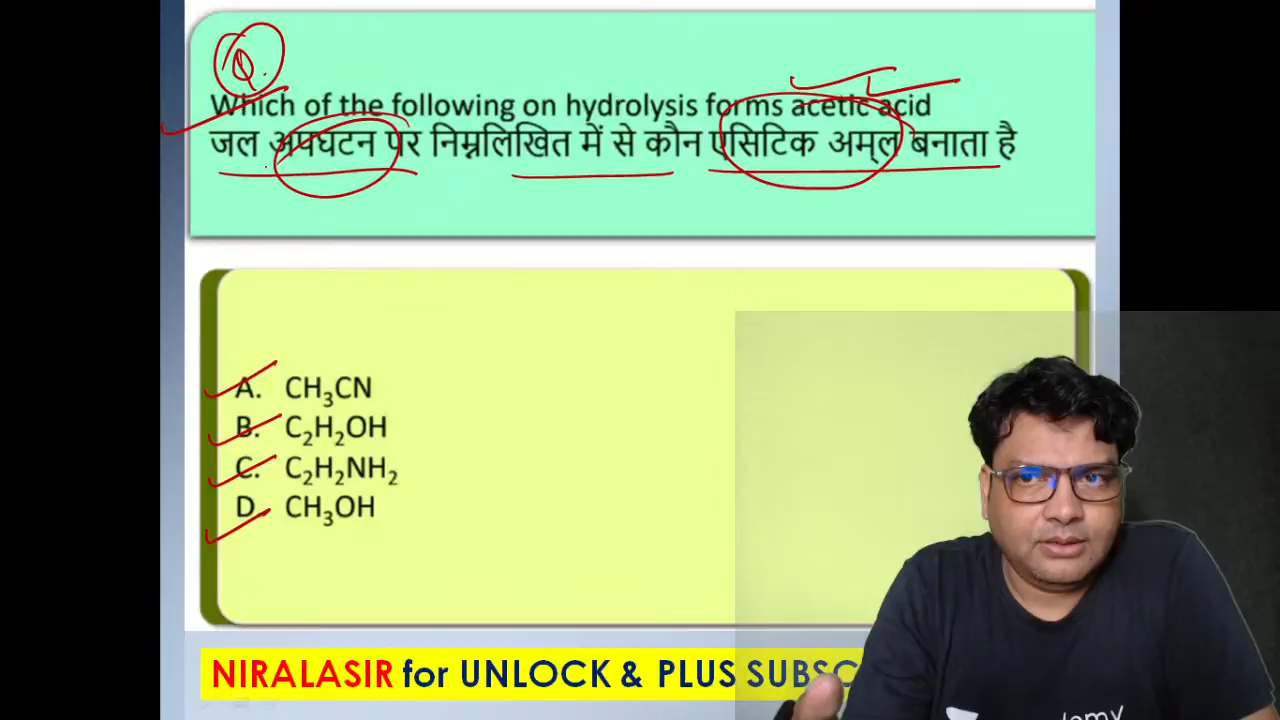 Q.
Which of the following on hydrolysis forms acetic acid
जल अपघटन पर निम्नलिखित में से कौन एसिटिक अम्ल बनाता है
A. CH₃CN
B. C₂H₂OH
C. C₂H₂NH₂
D. CH₃OH
NIRALASIR for UNLOCK & PLUS SUBSC